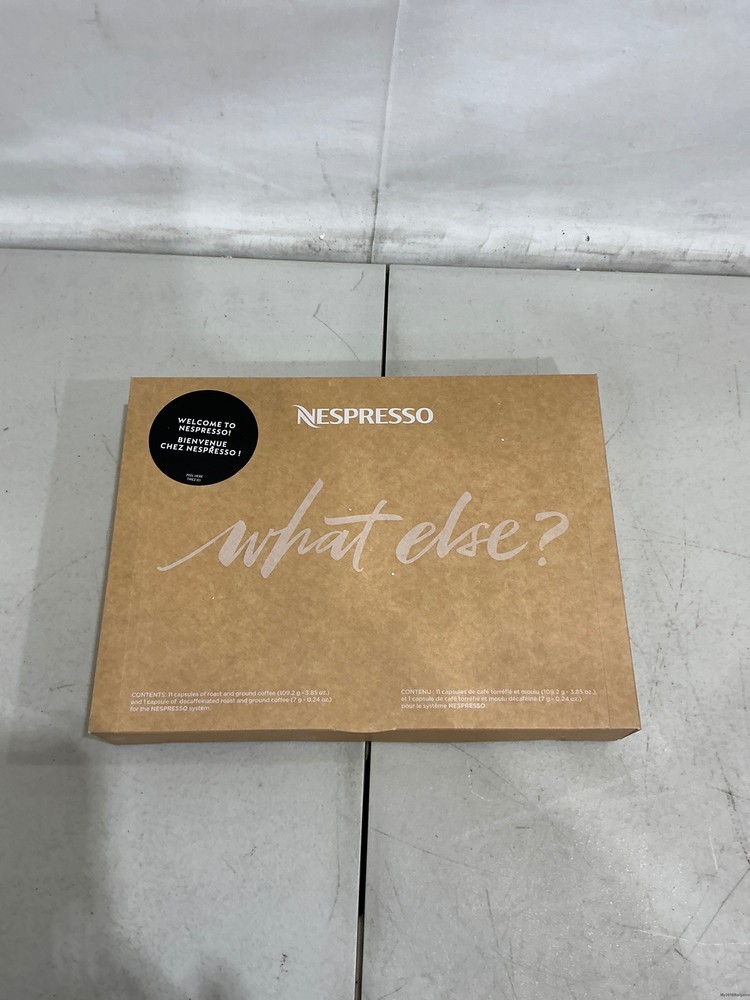 WELCOME TO
NESPRESSO!
BIENVENUE
CHEZ NESPRESSO !
PEEL HERE
NESPRESSO
what else?
CONTENTS: 11 capsules of roast and ground coffee (109.2 g - 3.85 oz.)
and 1 capsule of decaffeinated roast and ground coffee (7 g - 0.24 oz.)
for the NESPRESSO system.
CONTENU : 11 capsules de café torréfié et moulu (109.2 g - 3.85 oz.),
et 1 capsule de café torréfié et moulu décaféiné (7 g - 0.24 oz.)
pour le système NESPRESSO.